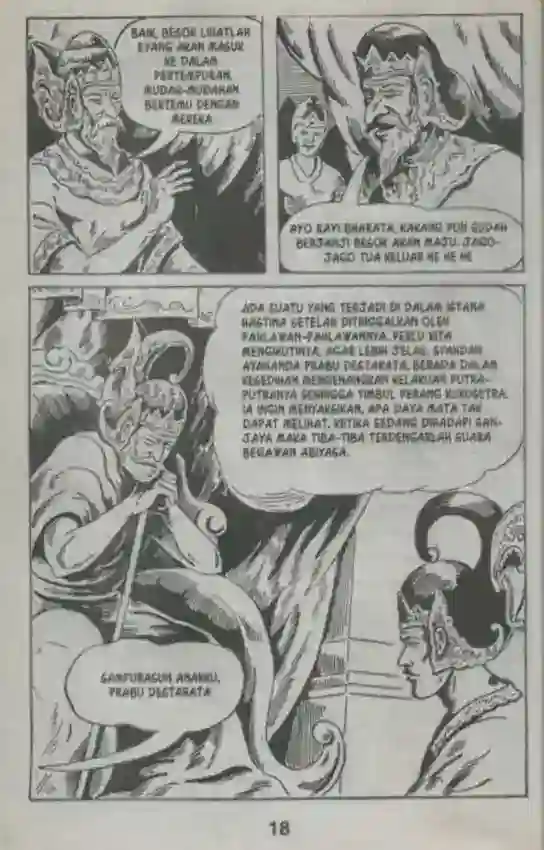 BAIK, BESOK LIHATLAH
EYANG AKAN MASUK
KE DALAM
PERTEMPURAN,
MUDAH-MUDAHAN
BERTEMU DENGAN
MEREKA
AYO RAYI BHARATA, KAKANG PUN SUDAH
BERJANJI BESOK AKAN MAJU. JAGO-
JAGO TUA KELUAR HE HE HE
ADA SUATU YANG TERJADI DI DALAM ISTANA
HASTINA SETELAH DITINGGALKAN OLEH
PAHLAWAN-PAHLAWANNYA. PERLU KITA
MENGIKUTINYA, AGAR LEBIH JELAS.
AYAHANDA PRABU DESTARATA, BERADA DALAM
KESEDIHAN MENGENANGKAN KELAKUAN PUTRA-
PUTRANYA SEHINGGA TIMBUL PERANG KURUSETRA.
IA INGIN MENYAKSIKAN, APA DAYA MATA TAK
DAPAT MELIHAT. KETIKA SEDANG DIHADAPI SAN-
JAYA MAKA TIBA-TIBA TERDENGARLAH SUARA
BEGAWAN ABIYASA.
SAMPURASUN ANAKKU,
PRABU DESTARATA
18